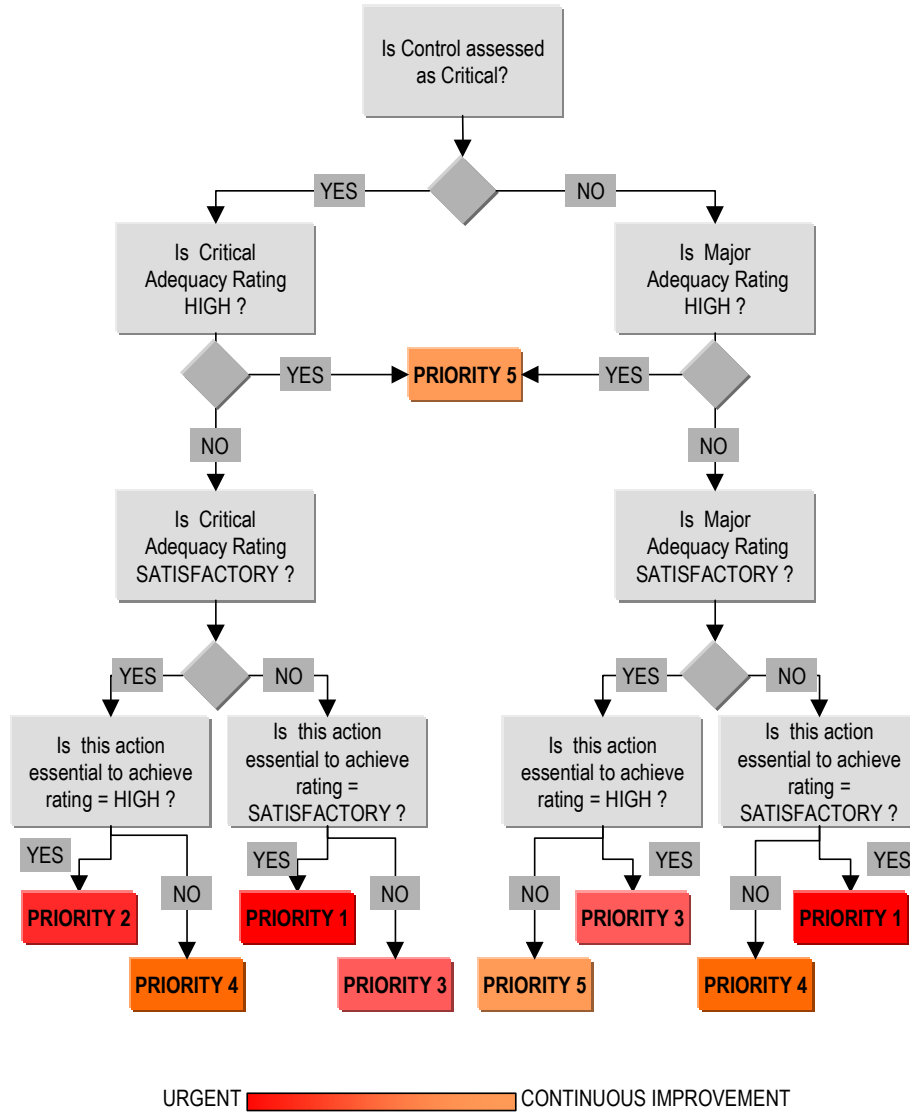 Is Control assessed
as Critical?
YES
NO
Is Critical
Adequacy Rating
HIGH ?
Is Major
Adequacy Rating
HIGH ?
YES
PRIORITY 5
YES
NO
NO
Is Critical
Adequacy Rating
SATISFACTORY ?
Is Major
Adequacy Rating
SATISFACTORY ?
YES
NO
YES
NO
Is this action
essential to achieve
rating = HIGH ?
Is this action
essential to achieve
rating =
SATISFACTORY ?
Is this action
essential to achieve
rating = HIGH ?
Is this action
essential to achieve
rating =
SATISFACTORY ?
YES
NO
YES
NO
NO
YES
NO
YES
PRIORITY 2
PRIORITY 1
PRIORITY 3
PRIORITY 1
PRIORITY 4
PRIORITY 3
PRIORITY 5
PRIORITY 4
URGENT
CONTINUOUS IMPROVEMENT